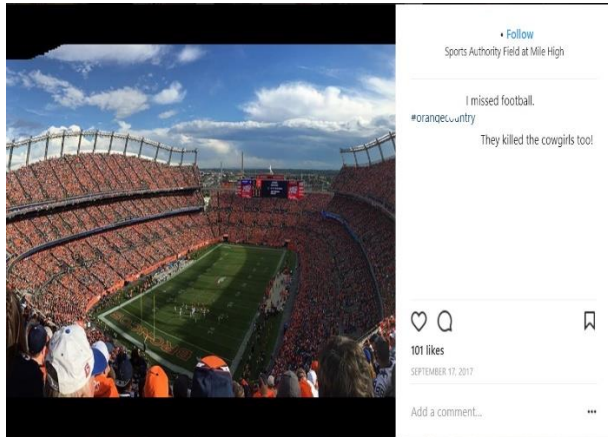 • Follow
Sports Authority Field at Mile High
I missed football.
#orangecountry
They killed the cowgirls too!
101 likes
SEPTEMBER 17, 2017
Add a comment...